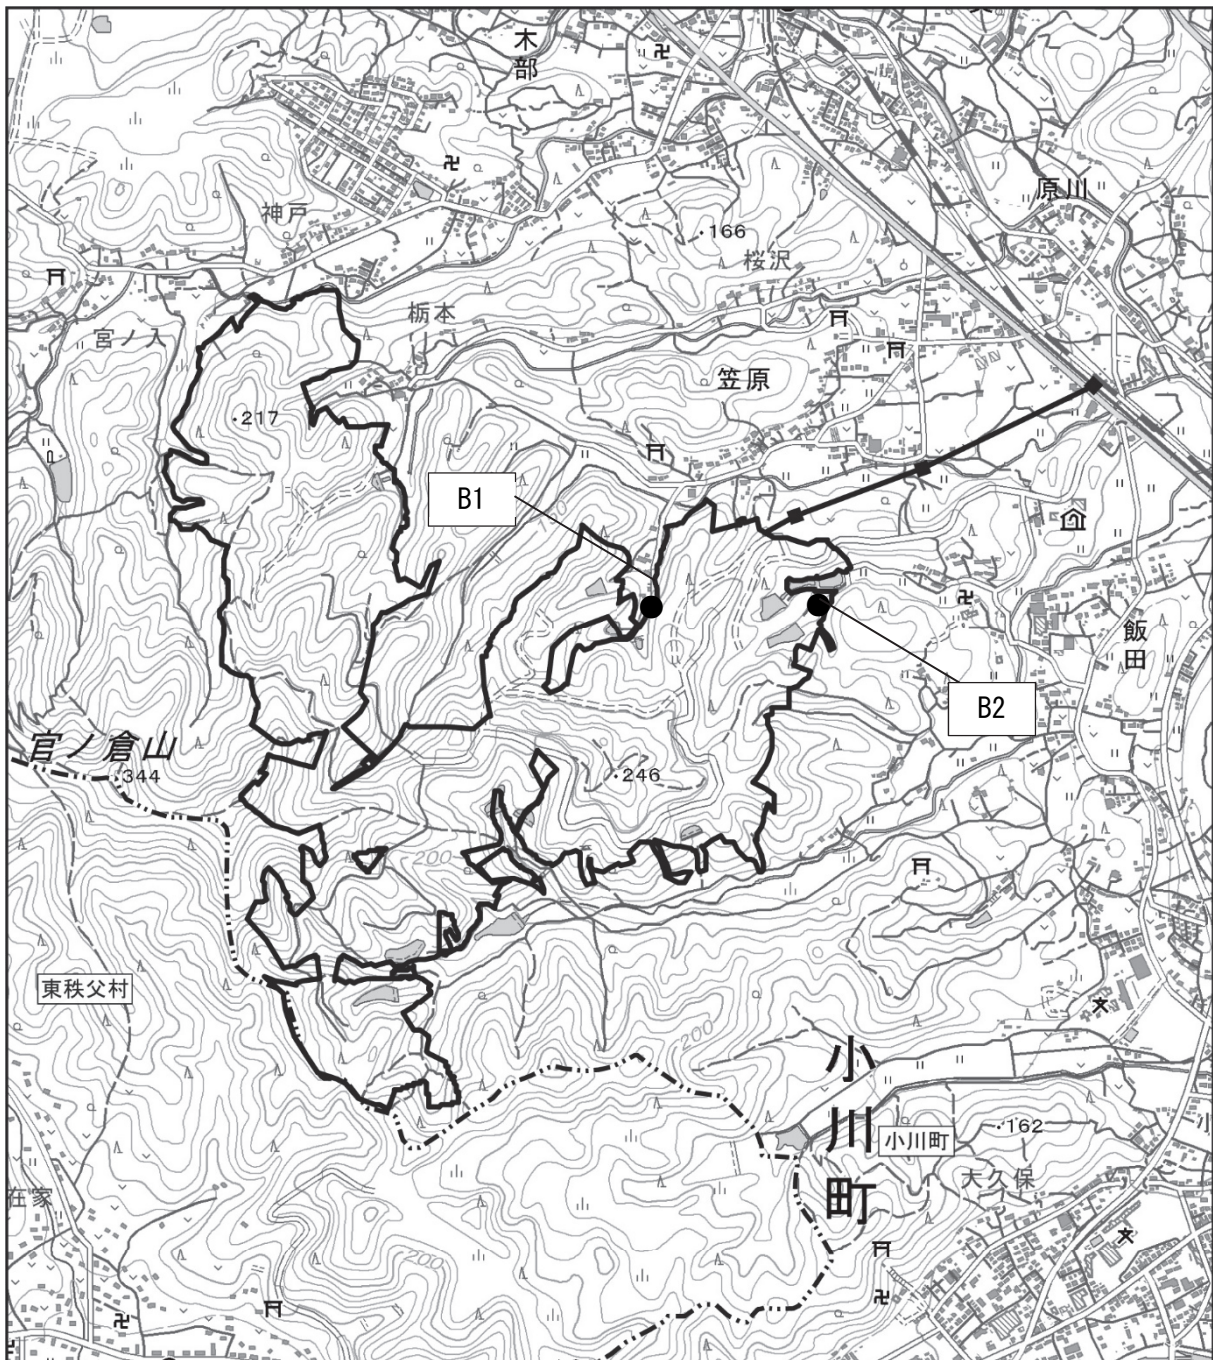 木部
原川
神戸
・166
桜沢
栃本
宮ノ入
笠原
・217
B1
飯田
B2
官ノ倉山
344
・246
200
東秩父村
200
小川町
小川町
・162
大久保
在家
200